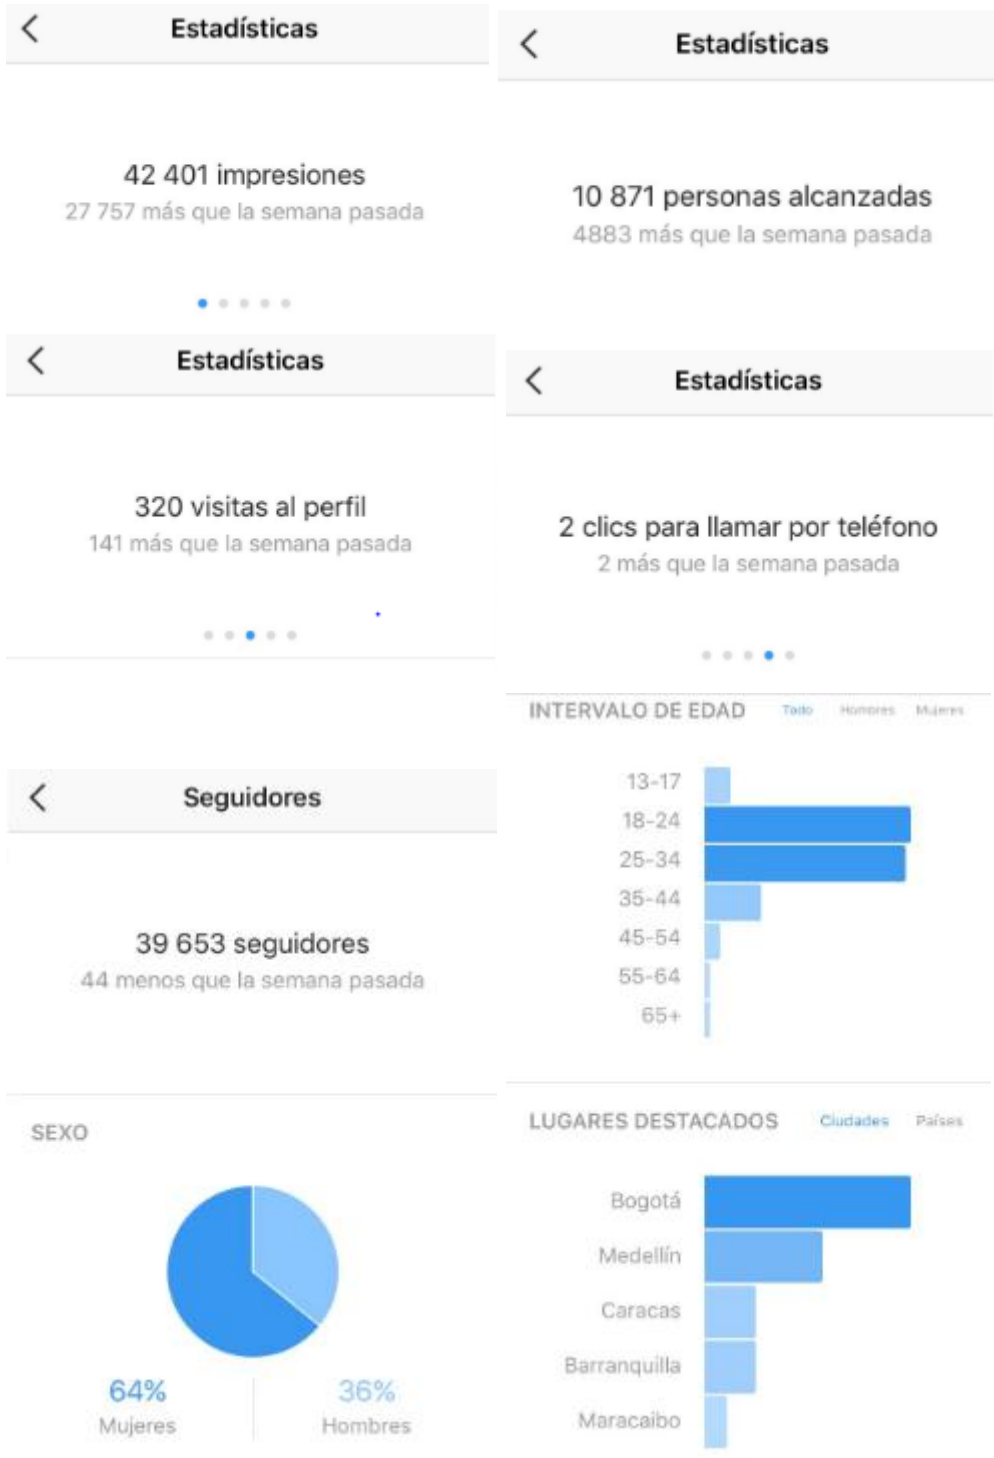 Estadísticas
42 401 impresiones
27 757 más que la semana pasada
Estadísticas
10 871 personas alcanzadas
4883 más que la semana pasada
Estadísticas
320 visitas al perfil
141 más que la semana pasada
Estadísticas
2 clics para llamar por teléfono
2 más que la semana pasada
Seguidores
39 653 seguidores
44 menos que la semana pasada
SEXO
64%
Mujeres
36%
Hombres
INTERVALO DE EDAD Todo Hombres Mujeres
13-17
18-24
25-34
35-44
45-54
55-64
65+
LUGARES DESTACADOS Ciudades Países
Bogotá
Medellín
Caracas
Barranquilla
Maracaibo